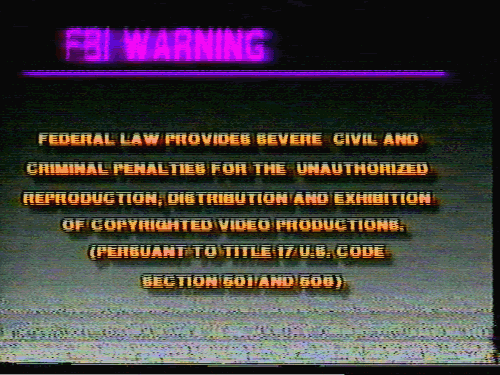 FBI WARNING
FEDERAL LAW PROVIDES SEVERE CIVIL AND
CRIMINAL PENALTIES FOR THE UNAUTHORIZED
REPRODUCTION, DISTRIBUTION AND EXHIBITION
OF COPYRIGHTED VIDEO PRODUCTIONS.
(PERSUANT TO TITLE 17 U.S. CODE
SECTION 501 AND 506)